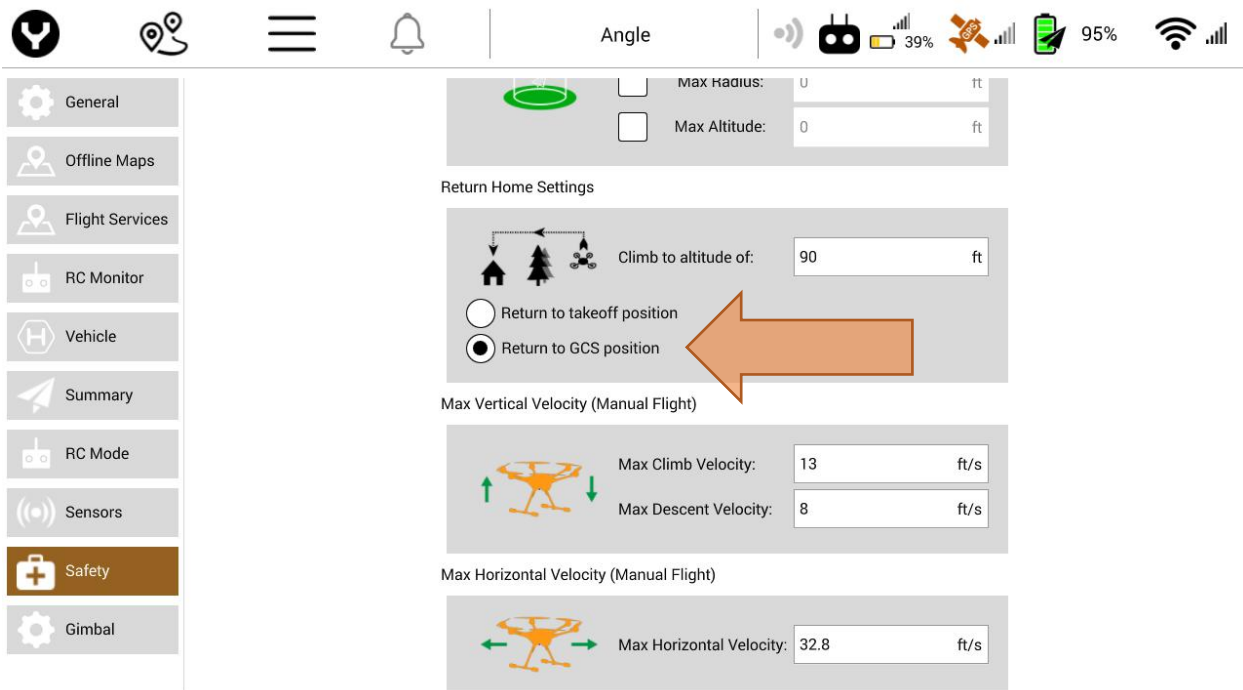 Angle
39%
GPS
95%
General
Offline Maps
Flight Services
RC Monitor
Vehicle
Summary
RC Mode
Sensors
Safety
Gimbal
Max Radius: 0 ft
Max Altitude: 0 ft
Return Home Settings
Climb to altitude of: 90 ft
Return to takeoff position
Return to GCS position
Max Vertical Velocity (Manual Flight)
Max Climb Velocity: 13 ft/s
Max Descent Velocity: 8 ft/s
Max Horizontal Velocity (Manual Flight)
Max Horizontal Velocity: 32.8 ft/s